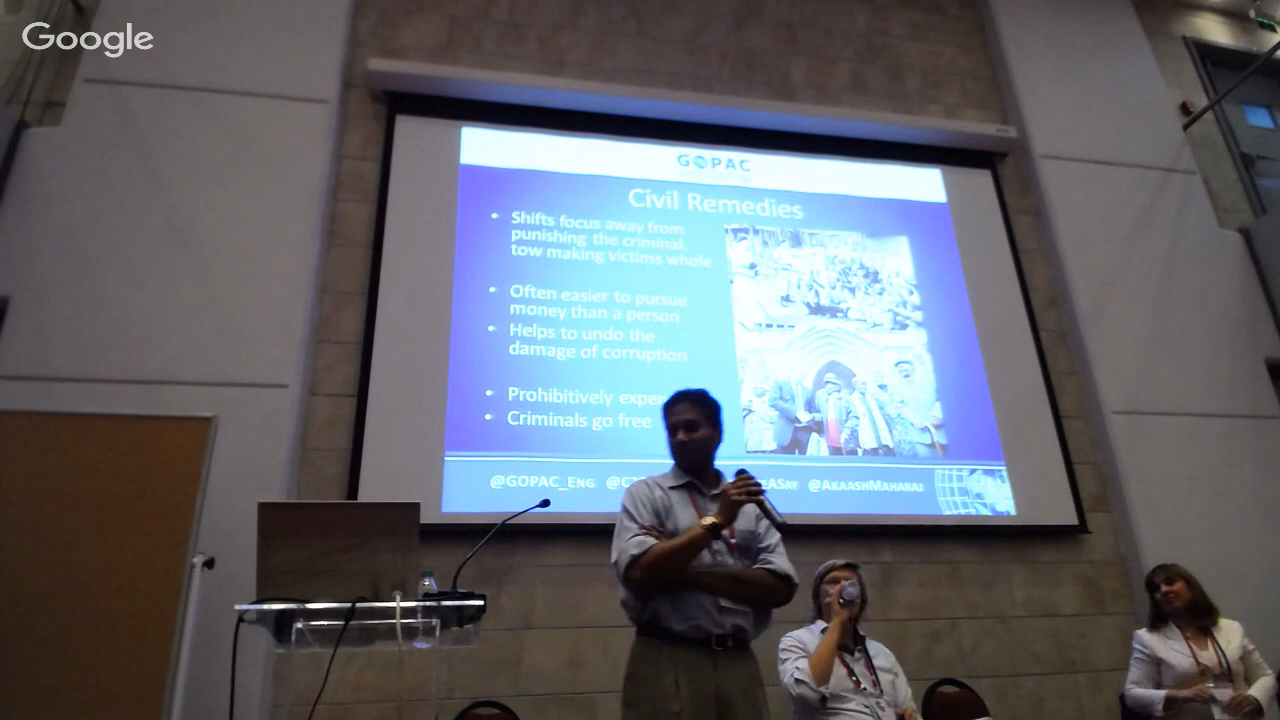 Google
GOPAC
Civil Remedies
• Shifts focus away from
punishing the criminal,
tow making victims whole
• Often easier to pursue
money than a person
• Helps to undo the
damage of corruption
• Prohibitively
• Criminals go free
@GOPAC_ENG @AKAASHMAHARAJ